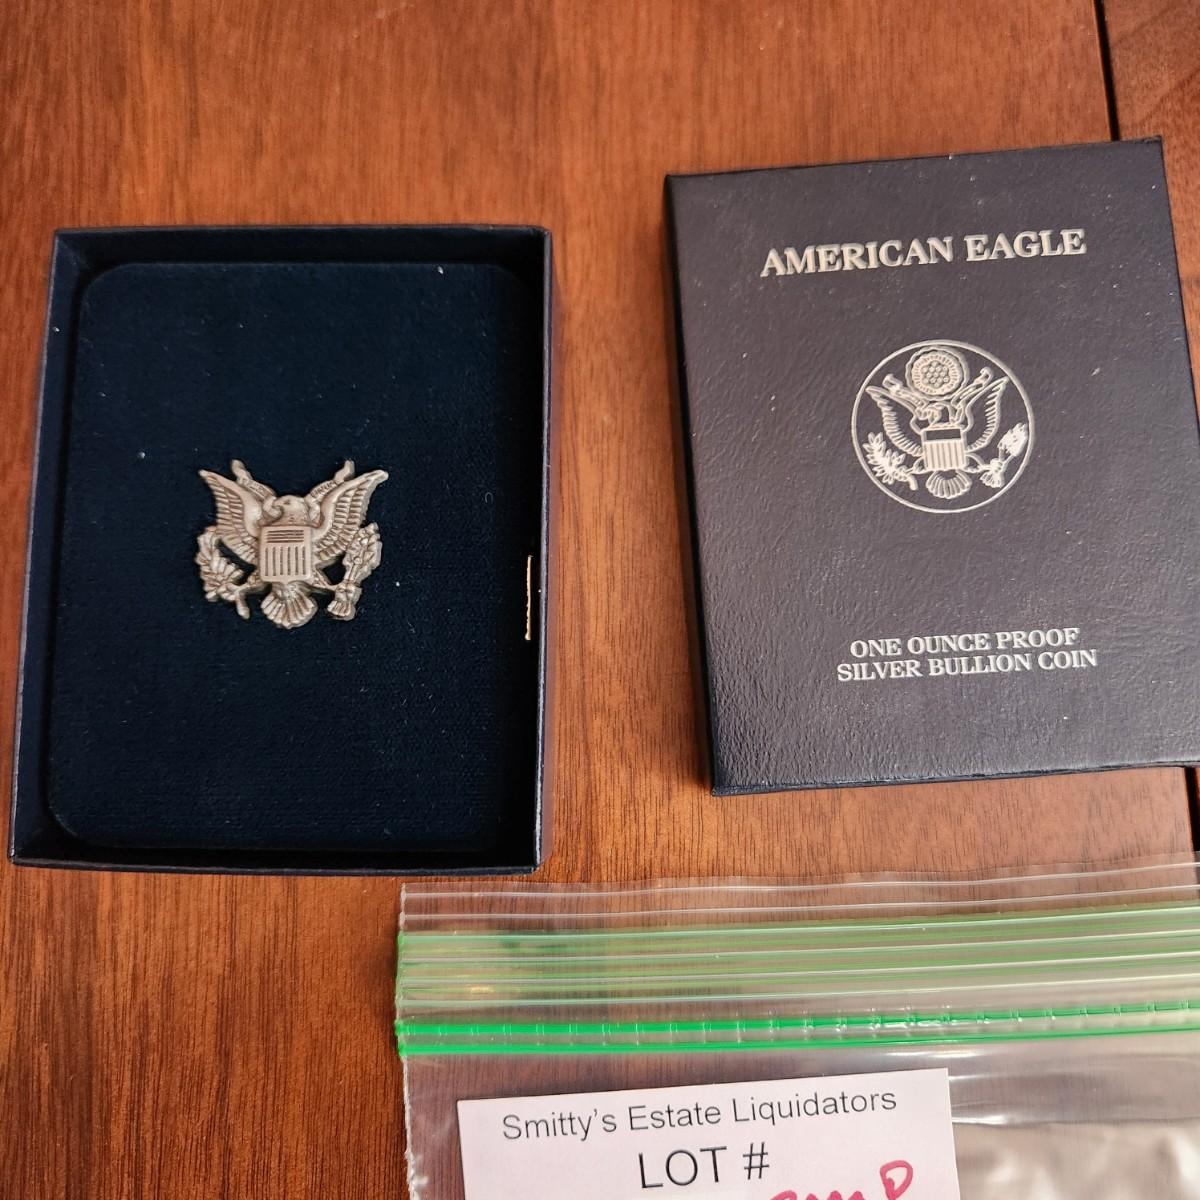 AMERICAN EAGLE
ONE OUNCE PROOF
SILVER BULLION COIN
Smitty's Estate Liquidators
LOT #